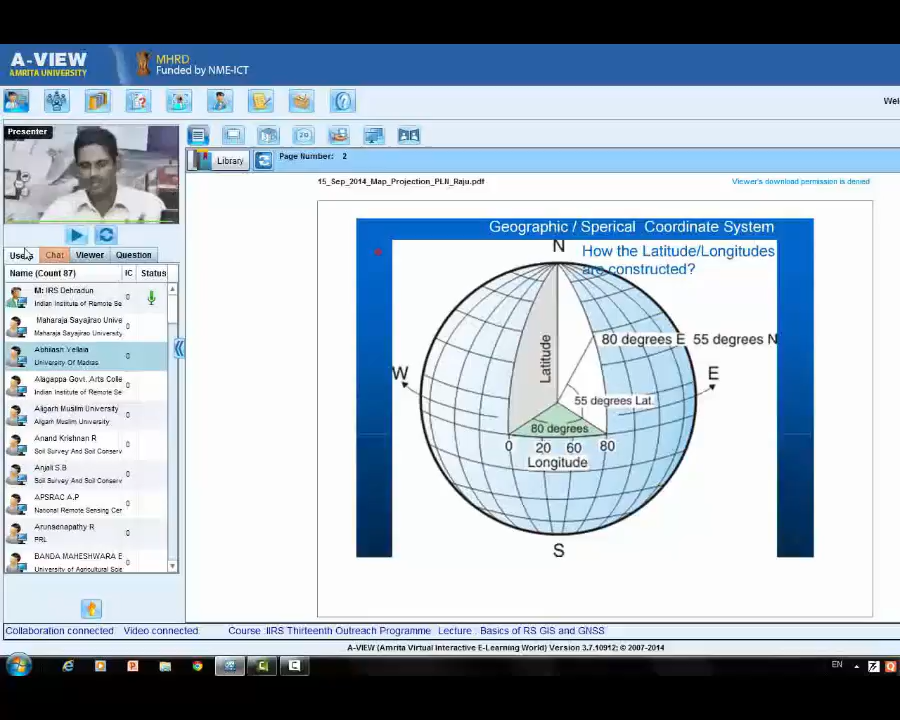 A-VIEW
AMRITA UNIVERSITY
MHRD
Funded by NME-ICT
Wel
Presenter
Library
Page Number: 2
15_Sep_2014_Map_Projection_PLN_Raju.pdf
Viewer's download permission is denied
Users
Chat
Viewer
Question
Name (Count 87)
IC
Status
M: IRS Dehradun
Indian Institute of Remote Se
0
Maharaja Sayajirao Unive
Maharaja Sayajirao University
0
Abhilash Vellaia
University Of Madras
0
Alagappa Govt. Arts Colle
Indian Institute of Remote Se
0
Aligarh Muslim University
Aligarh Muslim University
0
Anand Krishnan R
Soil Survey And Soil Conserv
0
Anjali S.B
Soil Survey And Soil Conserv
0
APSRAC A.P
National Remote Sensing Cer
0
Arunsenapathy R
PRL
0
BANDA MAHESHWARA E
University of Agricultural Scie
0
Geographic / Sperical Coordinate System
How the Latitude/Longitudes
are constructed?
N
Latitude
80 degrees E 55 degrees N
W
E
55 degrees Lat.
80 degrees
0 20 60 80
Longitude
S
Collaboration connected Video connected Course :IIRS Thirteenth Outreach Programme Lecture : Basics of RS GIS and GNSS
A-VIEW (Amrita Virtual Interactive E-Learning World) Version 3.7.10912; © 2007-2014
EN